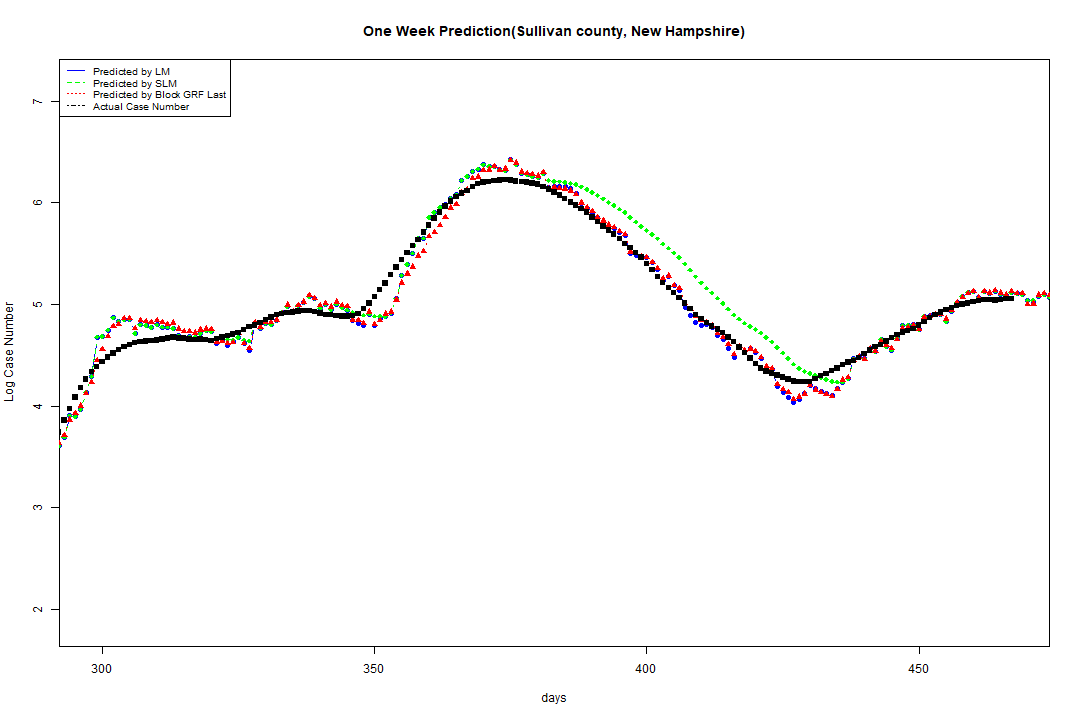 One Week Prediction(Sullivan county, New Hampshire)
Predicted by LM
Predicted by SLM
Predicted by Block GRF Last
Actual Case Number
7
6
5
4
3
2
Log Case Number
300 350 400 450
days